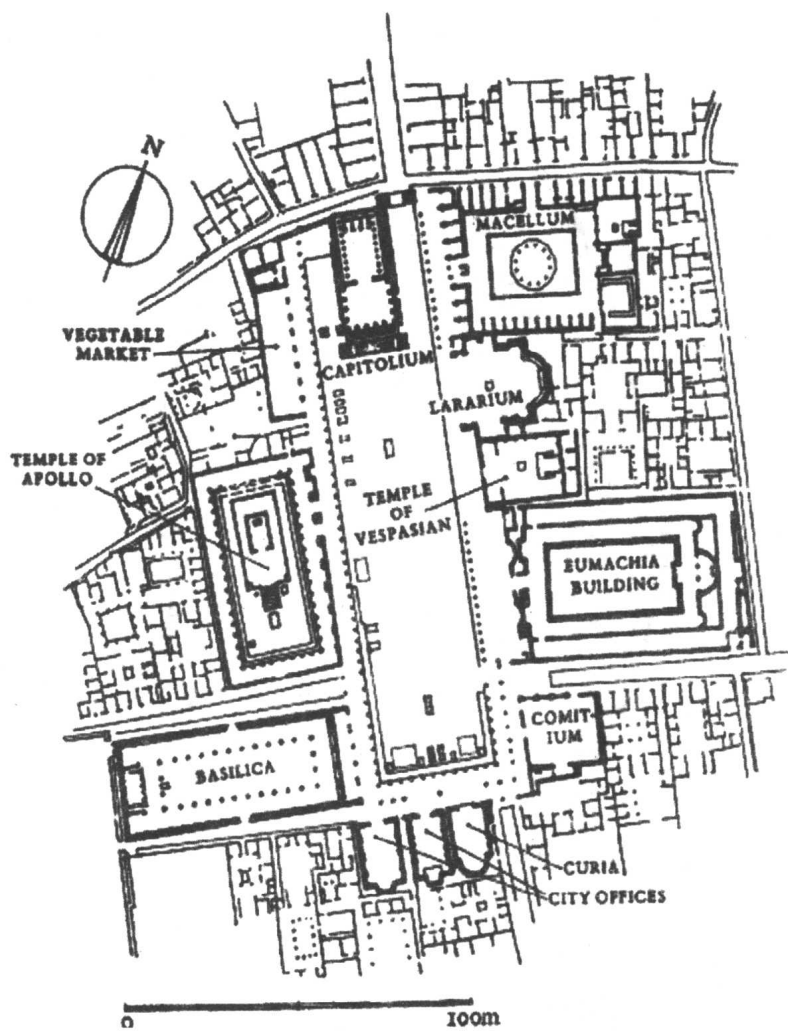 N
MACELLUM
VEGETABLE
MARKET
CAPITOLIUM
LARARIUM
TEMPLE OF
APOLLO
TEMPLE
OF
VESPASIAN
EUMACHIA
BUILDING
COMIT-
IUM
BASILICA
CURIA
CITY OFFICES
0
100m